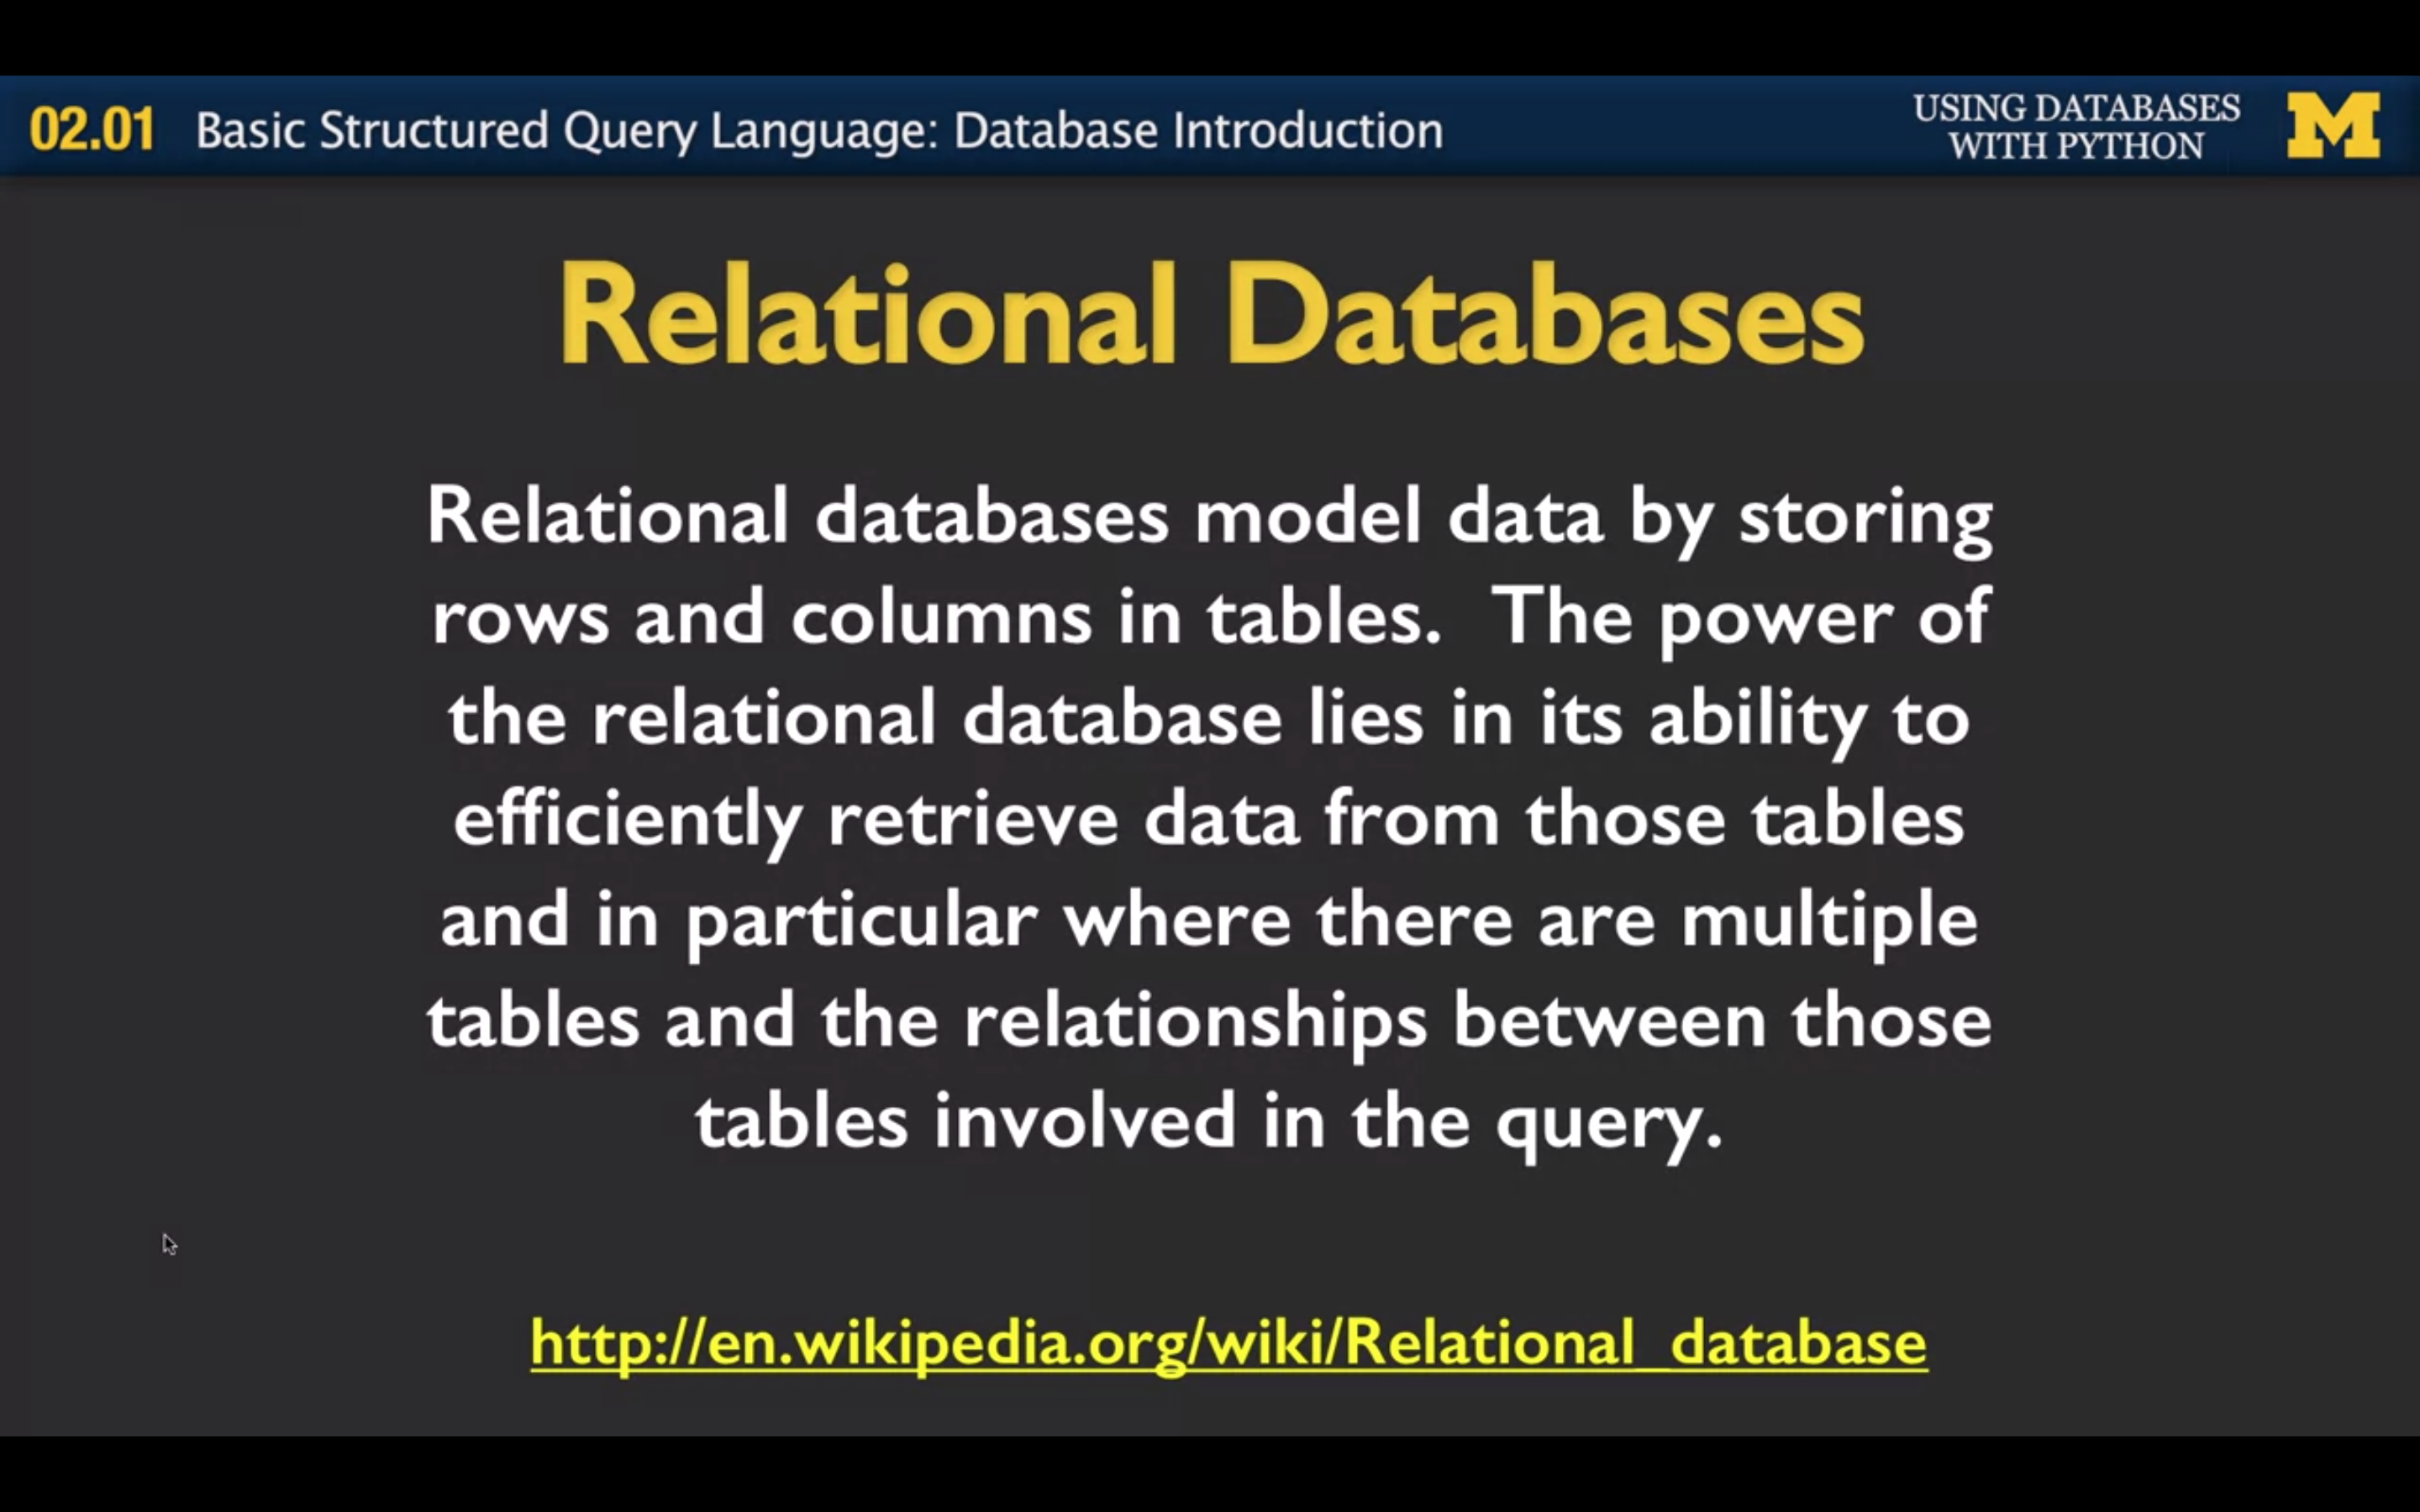 02.01 Basic Structured Query Language: Database Introduction
USING DATABASES
WITH PYTHON
M
Relational Databases
Relational databases model data by storing
rows and columns in tables.  The power of
the relational database lies in its ability to
efficiently retrieve data from those tables
and in particular where there are multiple
tables and the relationships between those
tables involved in the query.
http://en.wikipedia.org/wiki/Relational_database